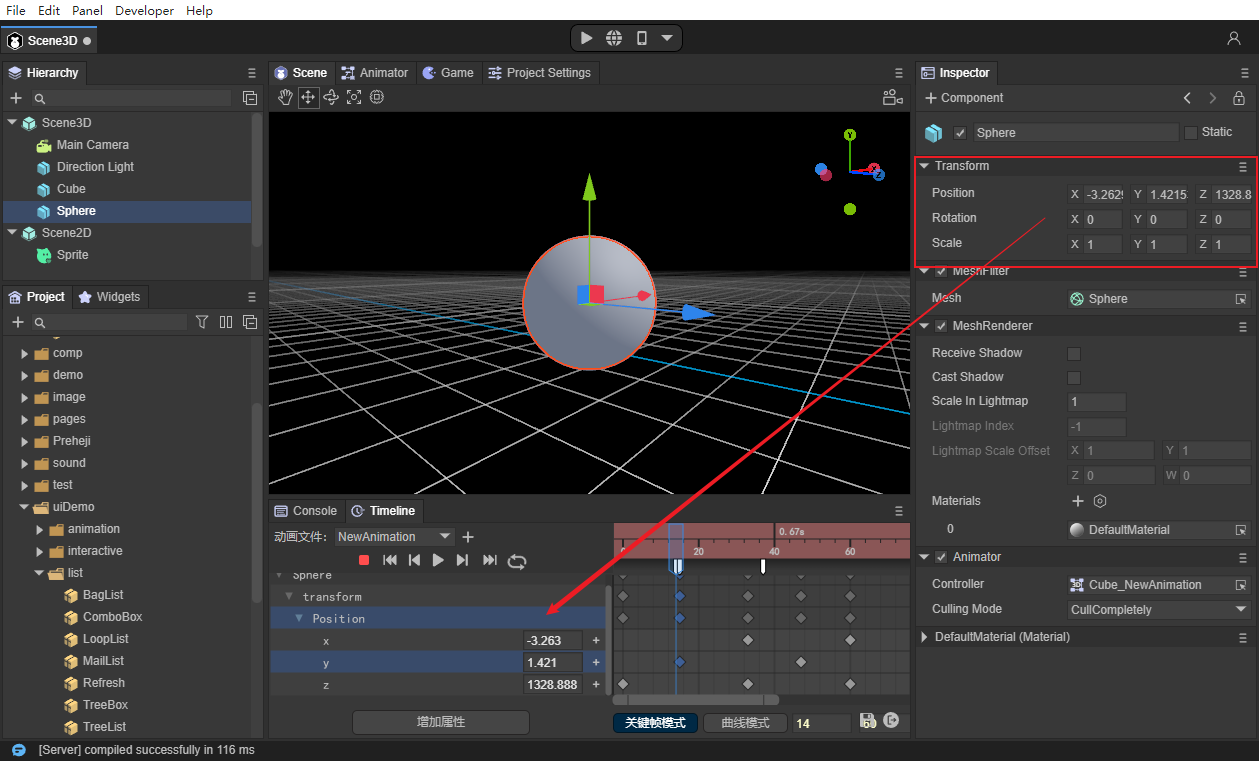 File Edit Panel Developer Help
Scene3D
Hierarchy
Scene3D
Main Camera
Direction Light
Cube
Sphere
Scene2D
Sprite
Project Widgets
comp
demo
image
pages
Preheji
sound
test
uiDemo
animation
interactive
list
BagList
ComboBox
LoopList
MailList
Refresh
TreeBox
TreeList
Scene Animator Game Project Settings
Y
X
Z
Console Timeline
动画文件: NewAnimation
0.67s
0 20 40 60
Sphere
transform
Position
x -3.263 +
y 1.421 +
z 1328.888 +
增加属性
关键帧模式 曲线模式 14 60
Inspector
+ Component
Sphere Static
Transform
Position X -3.2629 Y 1.4215 Z 1328.8
Rotation X 0 Y 0 Z 0
Scale X 1 Y 1 Z 1
MeshFilter
Mesh Sphere
MeshRenderer
Receive Shadow
Cast Shadow
Scale In Lightmap 1
Lightmap Index -1
Lightmap Scale Offset X 1 Y 1
Z 0 W 0
Materials
0 DefaultMaterial
Animator
Controller Cube_NewAnimation
Culling Mode CullCompletely
DefaultMaterial (Material)
[Server] compiled successfully in 116 ms